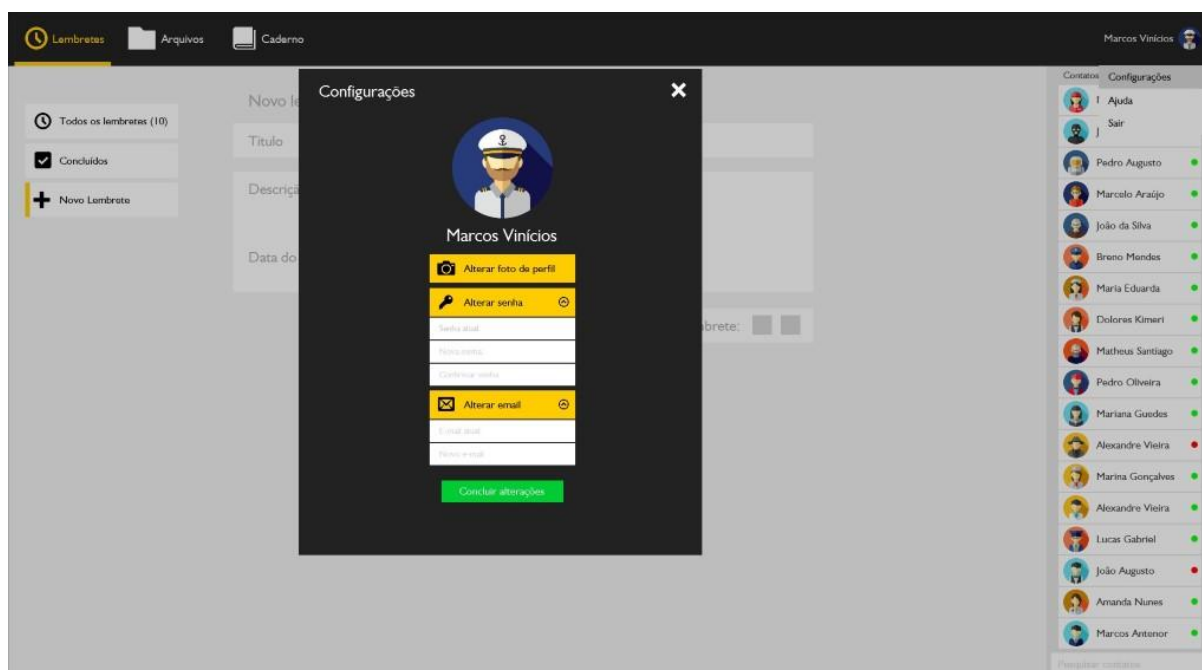 Lembretes
Arquivos
Caderno
Marcos Vinícios
Configurações
Ajuda
Sair
Todos os lembretes (10)
Concluídos
Novo Lembrete
Novo le
Título
Descriçã
Data do
brete:
Configurações
Marcos Vinícios
Alterar foto de perfil
Alterar senha
Senha atual
Nova senha
Confirmar senha
Alterar email
E-mail atual
Novo e-mail
Concluir alterações
Contatos
Pedro Augusto
Marcelo Araújo
João da Silva
Breno Mendes
Maria Eduarda
Dolores Kimeri
Matheus Santiago
Pedro Oliveira
Mariana Guedes
Alexandre Vieira
Marina Gonçalves
Alexandre Vieira
Lucas Gabriel
João Augusto
Amanda Nunes
Marcos Antenor
Pesquisar contatos